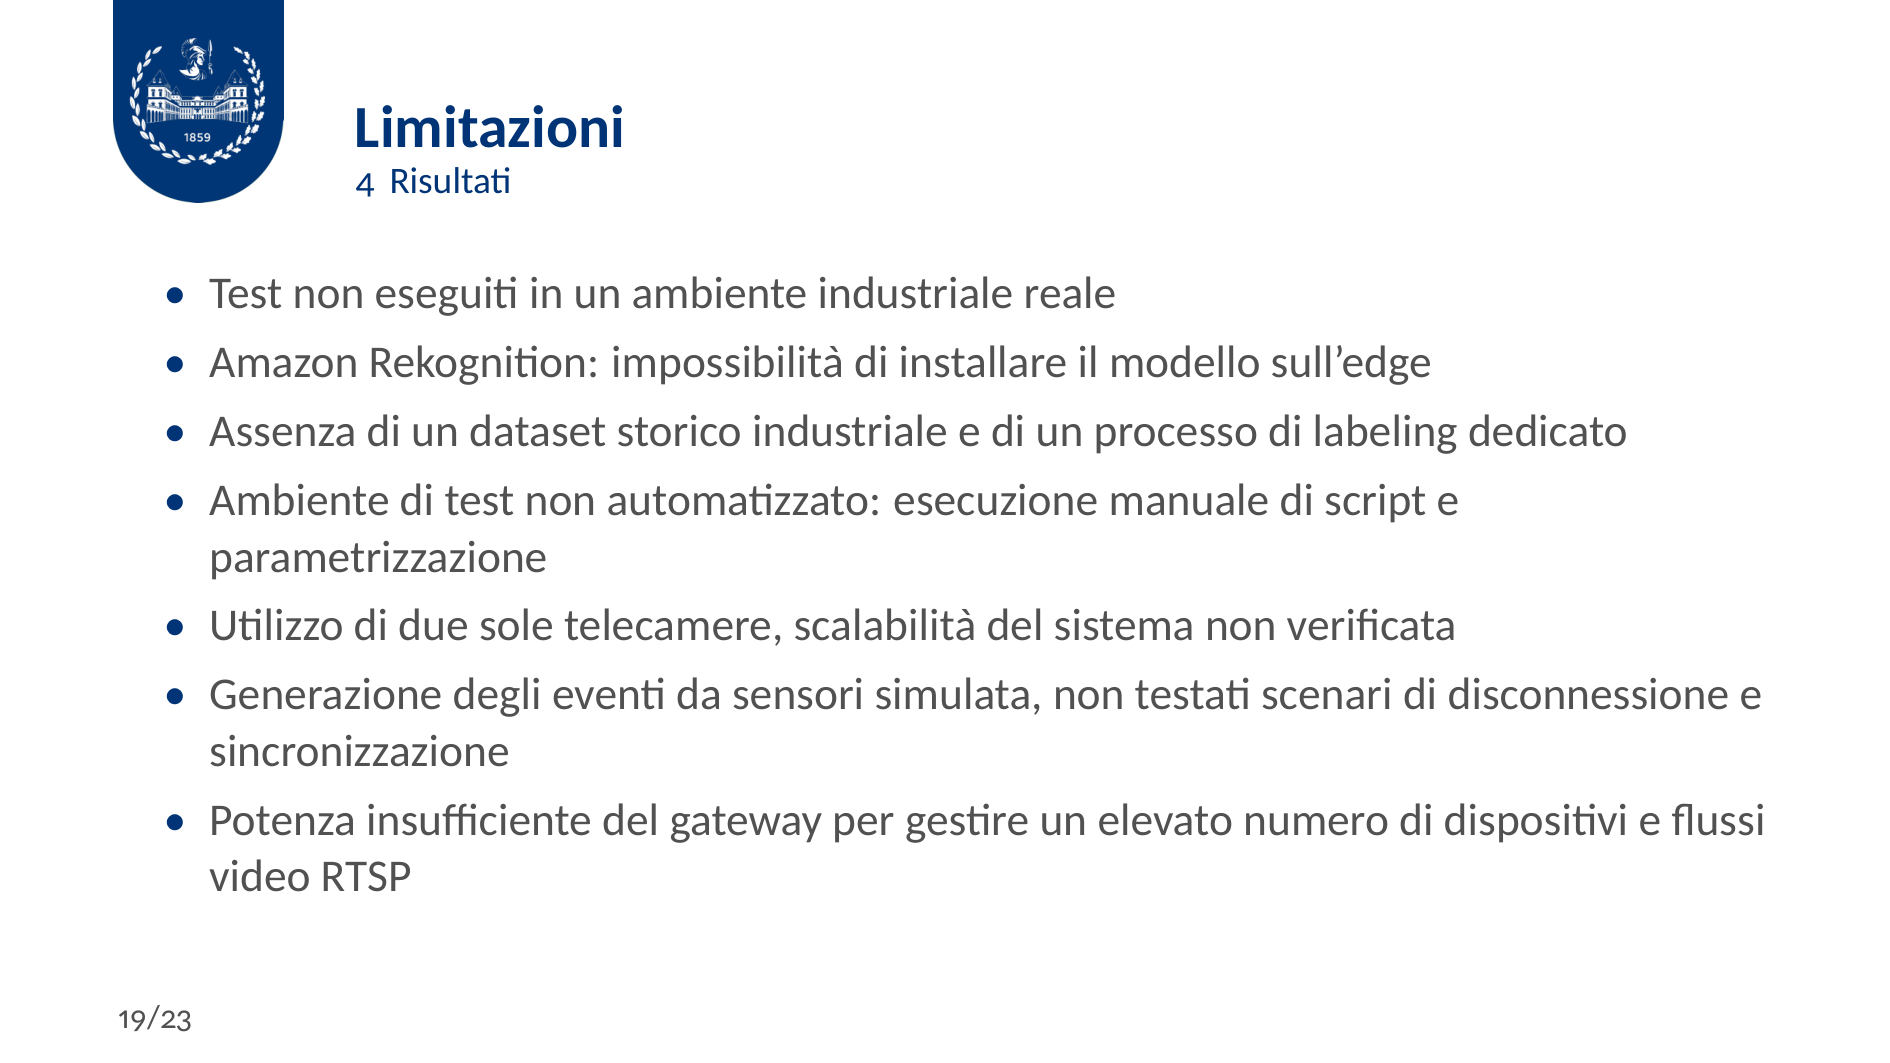 1859
Limitazioni
4 Risultati
• Test non eseguiti in un ambiente industriale reale
• Amazon Rekognition: impossibilità di installare il modello sull’edge
• Assenza di un dataset storico industriale e di un processo di labeling dedicato
• Ambiente di test non automatizzato: esecuzione manuale di script e
parametrizzazione
• Utilizzo di due sole telecamere, scalabilità del sistema non verificata
• Generazione degli eventi da sensori simulata, non testati scenari di disconnessione e
sincronizzazione
• Potenza insufficiente del gateway per gestire un elevato numero di dispositivi e flussi
video RTSP
19/23